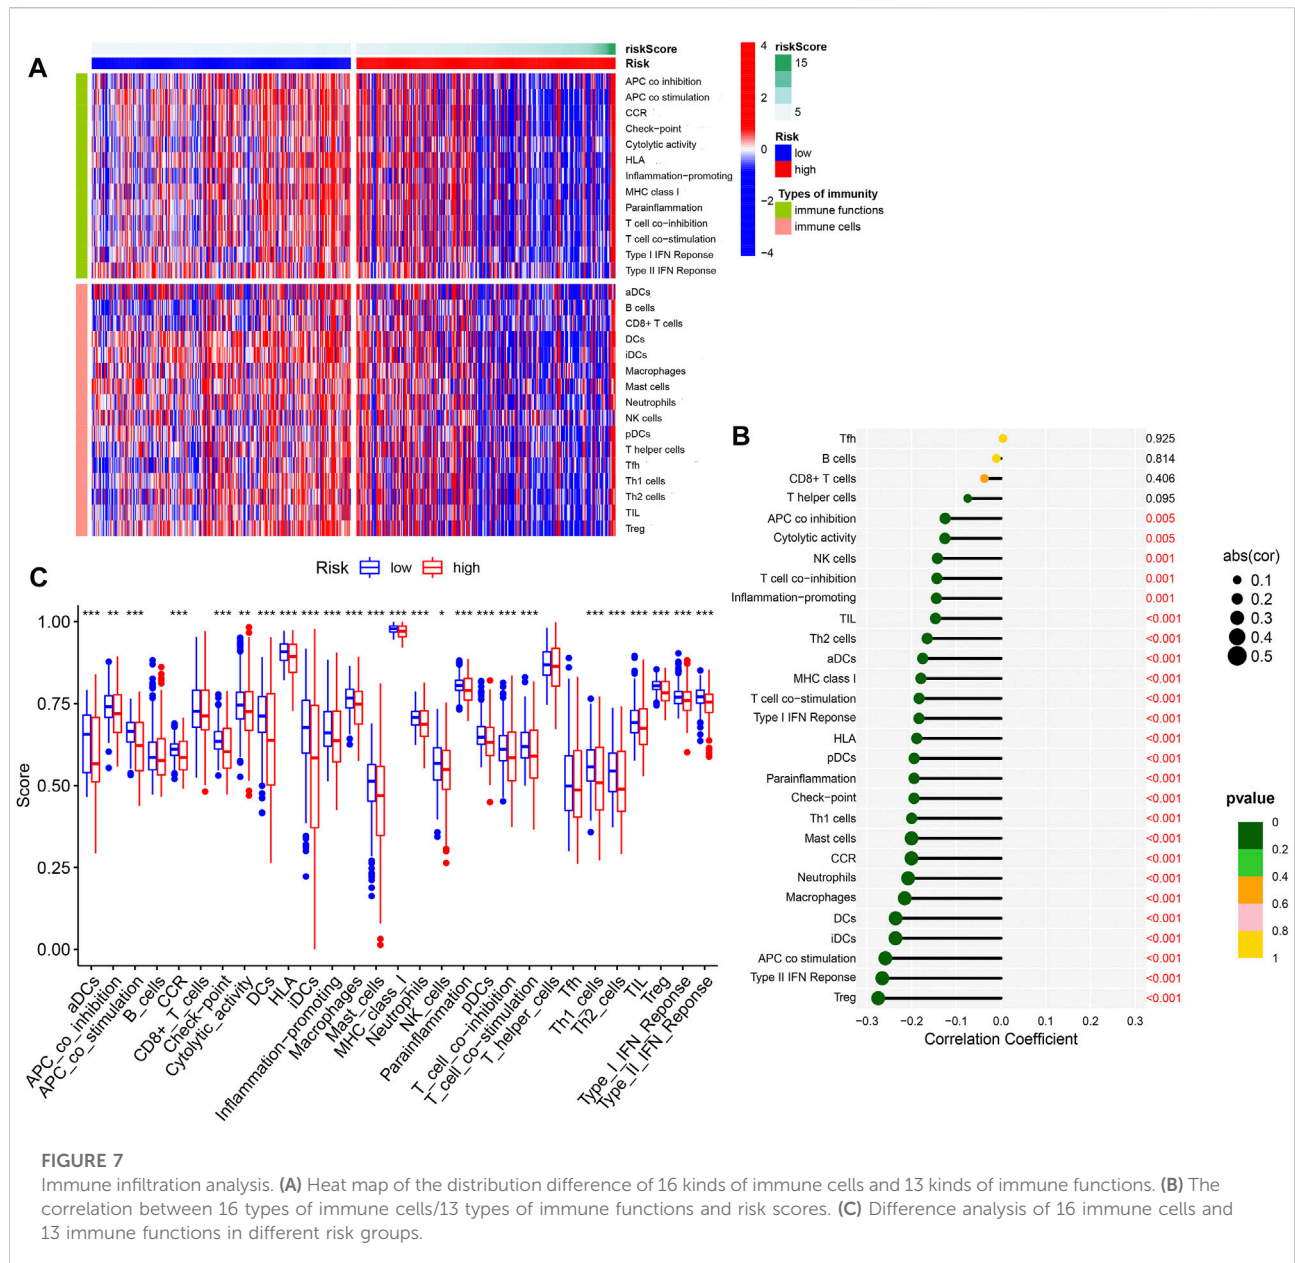 A
riskScore
Risk
APC co inhibition
APC co stimulation
CCR
Check-point
Cytolytic activity
HLA
Inflammation-promoting
MHC class I
Parainflammation
T cell co-inhibition
T cell co-stimulation
Type I IFN Reponse
Type II IFN Reponse
aDCs
B cells
CD8+ T cells
DCs
iDCs
Macrophages
Mast cells
Neutrophils
NK cells
pDCs
T helper cells
Tfh
Th1 cells
Th2 cells
TIL
Treg
4
2
0
−2
−4
riskScore
15
5
Risk
low
high
Types of immunity
immune functions
immune cells
B
Tfh 0.925
B cells 0.814
CD8+ T cells 0.406
T helper cells 0.095
APC co inhibition 0.005
Cytolytic activity 0.005
NK cells 0.001
T cell co-inhibition 0.001
Inflammation-promoting 0.001
TIL <0.001
Th2 cells <0.001
aDCs <0.001
MHC class I <0.001
T cell co-stimulation <0.001
Type I IFN Reponse <0.001
HLA <0.001
pDCs <0.001
Parainflammation <0.001
Check-point <0.001
Th1 cells <0.001
Mast cells <0.001
CCR <0.001
Neutrophils <0.001
Macrophages <0.001
DCs <0.001
iDCs <0.001
APC co stimulation <0.001
Type II IFN Reponse <0.001
Treg <0.001
−0.3 −0.2 −0.1 0.0 0.1 0.2 0.3
Correlation Coefficient
abs(cor)
0.1
0.2
0.3
0.4
0.5
pvalue
0
0.2
0.4
0.6
0.8
1
C
Risk low high
*** ** *** *** *** ** *** *** *** *** *** *** *** *** * *** *** *** *** *** *** *** *** *** ***
1.00
0.75
0.50
0.25
0.00
Score
aDCs
APC_co_inhibition
APC_co_stimulation
B_cells
CCR
CD8+_T_cells
Check-point
Cytolytic_activity
DCs
HLA
iDCs
Inflammation-promoting
Macrophages
Mast_cells
MHC_class_I
Neutrophils
NK_cells
Parainflammation
pDCs
T_cell_co-inhibition
T_cell_co-stimulation
T_helper_cells
Tfh
Th1_cells
Th2_cells
TIL
Treg
Type_I_IFN_Reponse
Type_II_IFN_Reponse
FIGURE 7
Immune infiltration analysis. (A) Heat map of the distribution difference of 16 kinds of immune cells and 13 kinds of immune functions. (B) The
correlation between 16 types of immune cells/13 types of immune functions and risk scores. (C) Difference analysis of 16 immune cells and
13 immune functions in different risk groups.